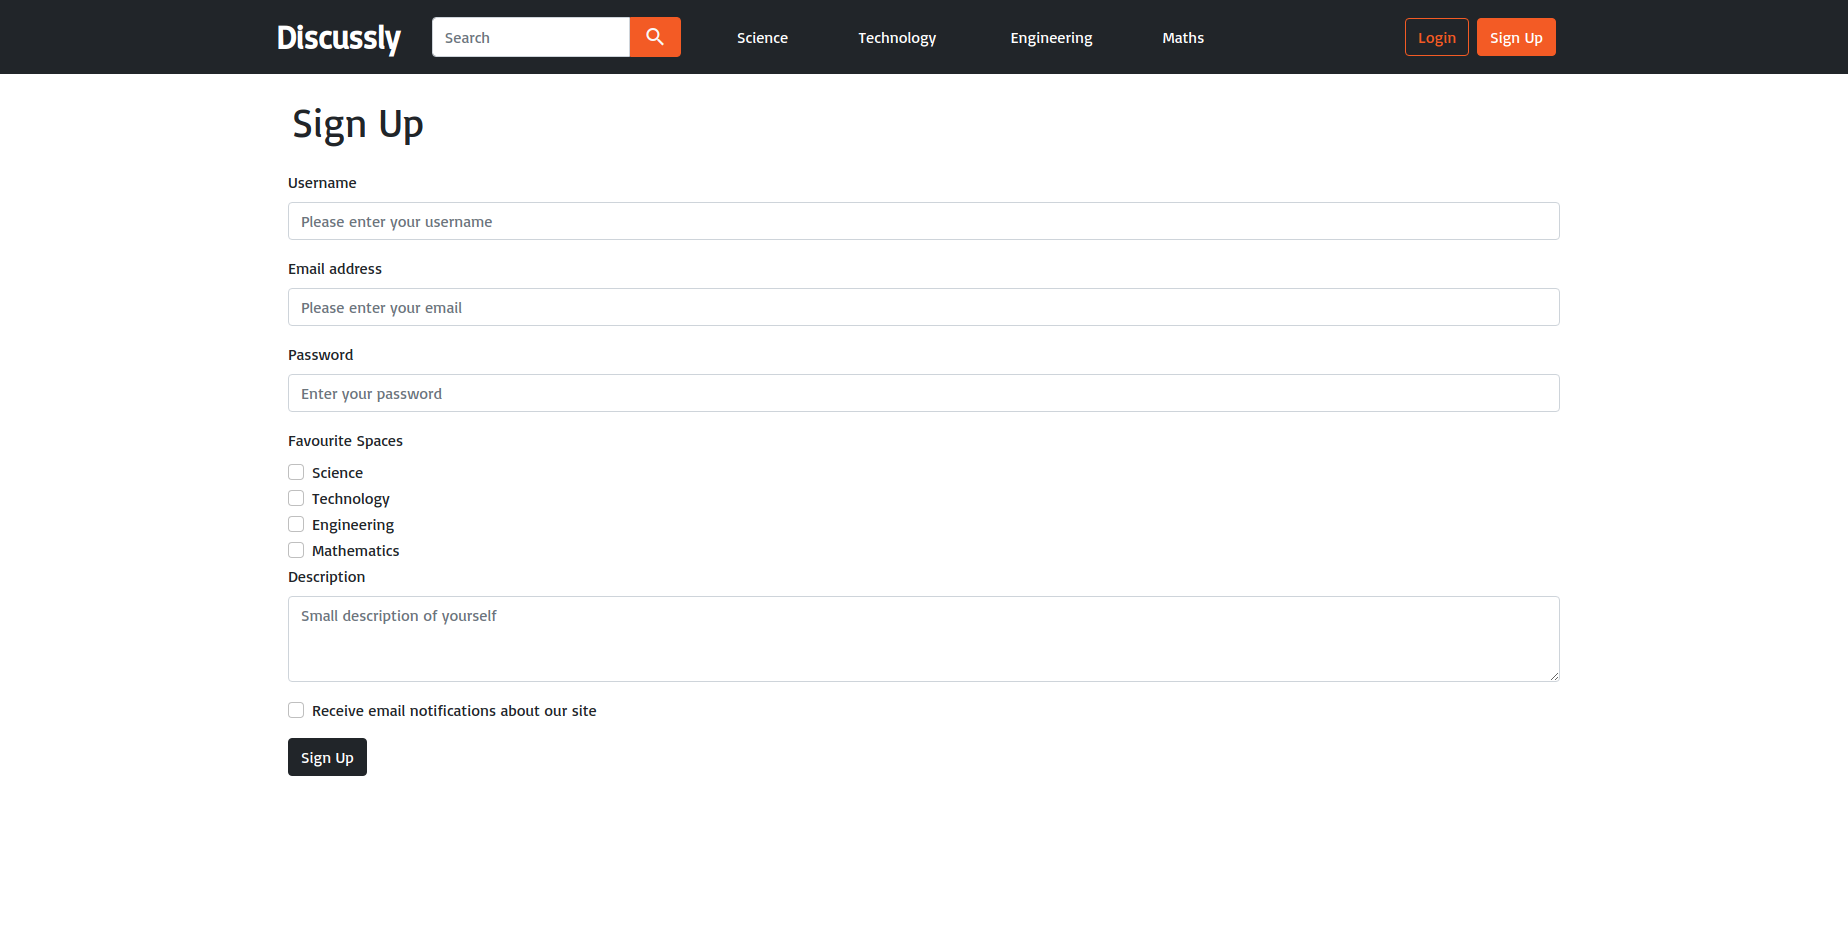 Discussly Search Science Technology Engineering Maths Login Sign Up
Sign Up
Username
Please enter your username
Email address
Please enter your email
Password
Enter your password
Favourite Spaces
Science
Technology
Engineering
Mathematics
Description
Small description of yourself
Receive email notifications about our site
Sign Up